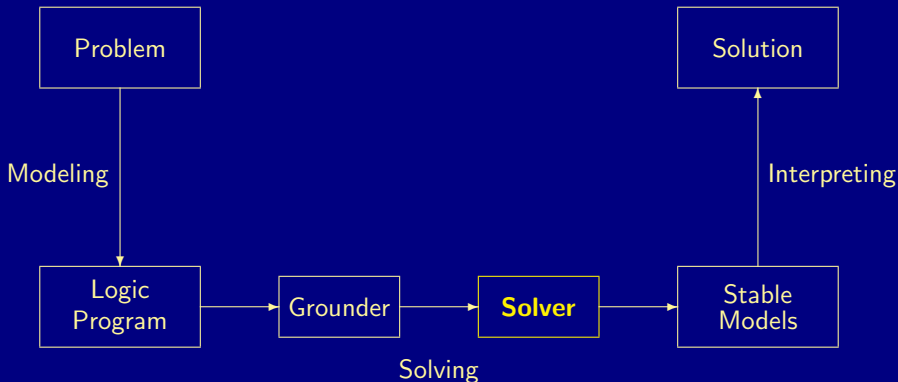 Problem
Solution
Modeling
Interpreting
Logic
Program
Grounder
Solver
Stable
Models
Solving